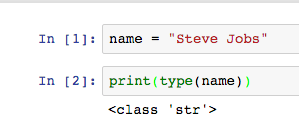 In [1]: name = "Steve Jobs"
In [2]: print(type(name))
<class 'str'>